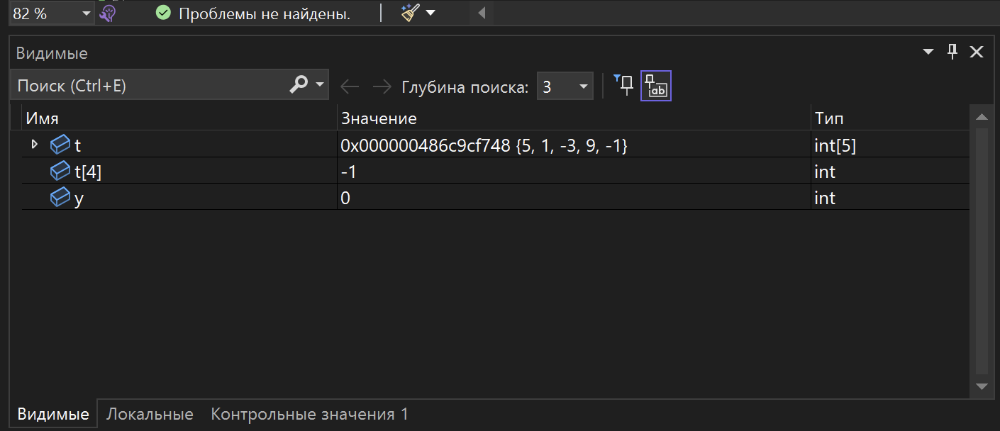 82 % Проблемы не найдены.
Видимые
Поиск (Ctrl+E) Глубина поиска: 3
Имя Значение Тип
t 0x000000486c9cf748 {5, 1, -3, 9, -1} int[5]
t[4] -1 int
y 0 int
Видимые Локальные Контрольные значения 1